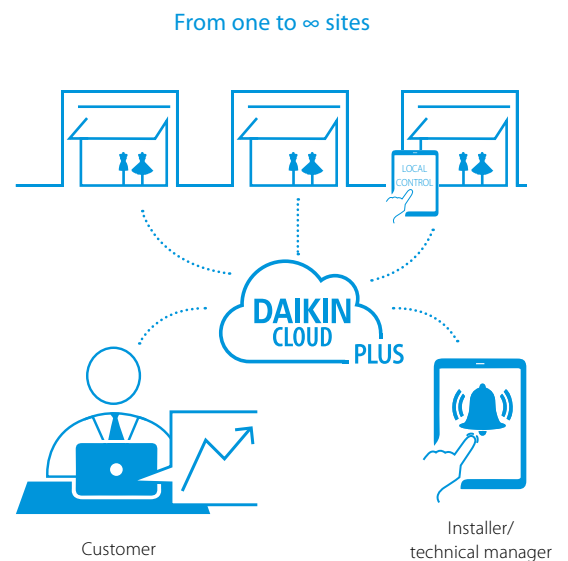 From one to ∞ sites
LOCAL
CONTROL
DAIKIN
CLOUD
PLUS
Customer
Installer/
technical manager